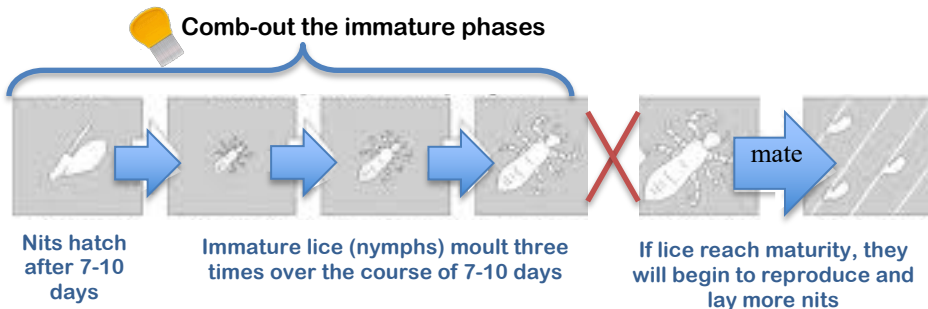 Comb-out the immature phases
mate
Nits hatch
after 7-10
days
Immature lice (nymphs) moult three
times over the course of 7-10 days
If lice reach maturity, they
will begin to reproduce and
lay more nits